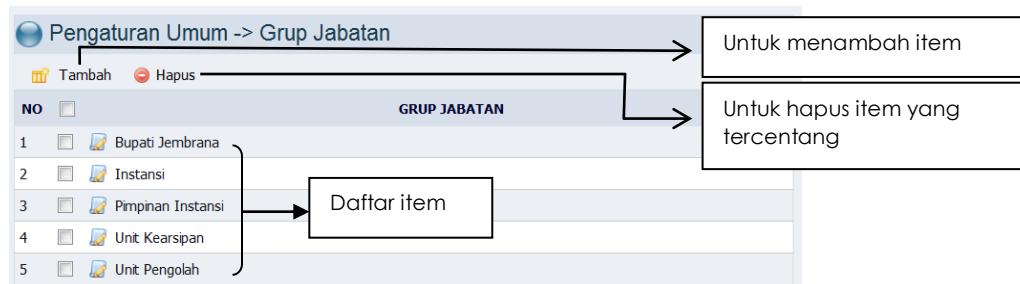 Pengaturan Umum -> Grup Jabatan
Untuk menambah item
Tambah Hapus
NO GRUP JABATAN
Untuk hapus item yang
tercentang
1 Bupati Jembrana
2 Instansi
3 Pimpinan Instansi
Daftar item
4 Unit Kearsipan
5 Unit Pengolah